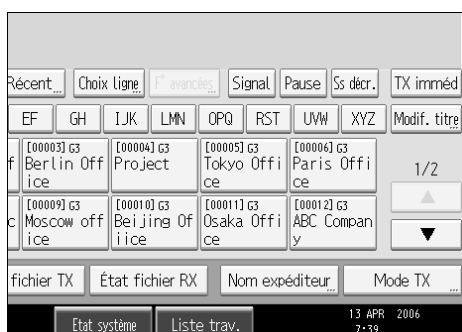 Récent Choix ligne F° avancées Signal Pause Ss décr. TX imméd
EF GH IJK LMN OPQ RST UVW XYZ Modif. titre
[00003] G3 [00004] G3 [00005] G3 [00006] G3
f Berlin Off Project Tokyo Offi Paris Offi
ice ce ce
1/2
[00009] G3 [00010] G3 [00011] G3 [00012] G3
c Moscow off Beijing Of Osaka Offi ABC Compan
ice iice ce y
fichier TX État fichier RX Nom expéditeur Mode TX
Etat système Liste trav. 13 APR 2006
7:39